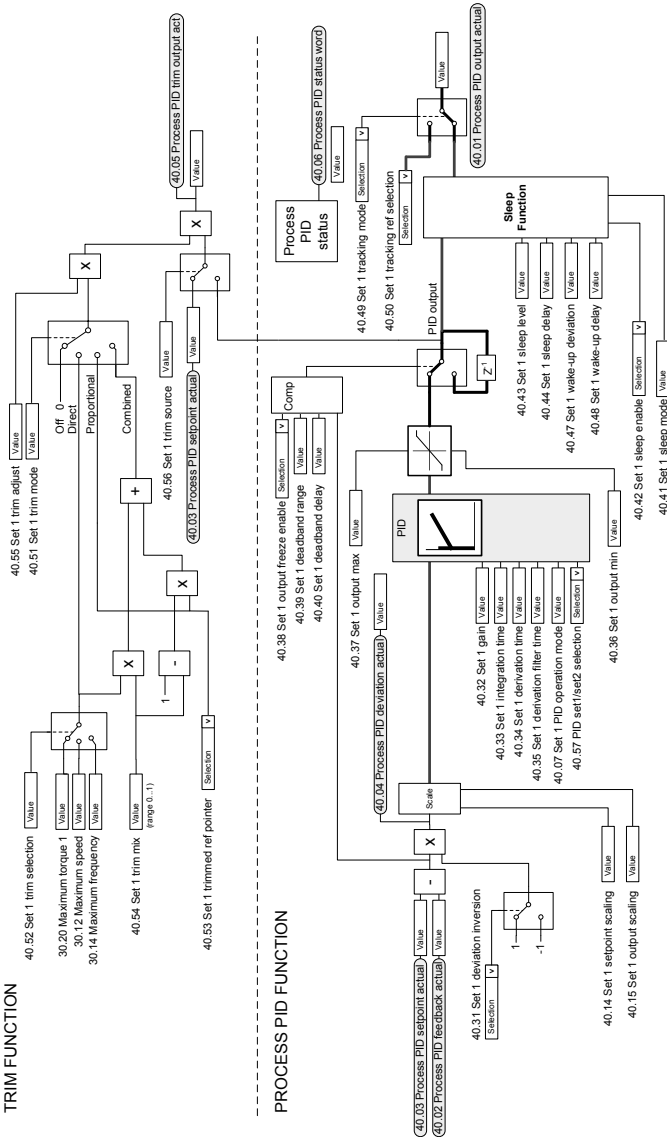 TRIM FUNCTION
40.52 Set 1 trim selection Value
30.20 Maximum torque 1 Value
30.12 Maximum speed Value
30.14 Maximum frequency Value
40.54 Set 1 trim mix Value
(range 0...1)
40.53 Set 1 trimmed ref pointer Selection v
1
-
X
X
+
40.55 Set 1 trim adjust Value
40.51 Set 1 trim mode Value
Off 0
Direct
Proportional
Combined
X
X
40.56 Set 1 trim source Value
40.03 Process PID setpoint actual Value
40.05 Process PID trim output act
Value
PROCESS PID FUNCTION
40.03 Process PID setpoint actual Value
40.02 Process PID feedback actual Value
-
X
40.31 Set 1 deviation inversion
Selection v
1
-1
40.04 Process PID deviation actual Value
Scale
40.14 Set 1 setpoint scaling Value
40.15 Set 1 output scaling Value
40.38 Set 1 output freeze enable Selection v
40.39 Set 1 deadband range Value
40.40 Set 1 deadband delay Value
Comp
40.37 Set 1 output max Value
PID
40.32 Set 1 gain Value
40.33 Set 1 integration time Value
40.34 Set 1 derivation time Value
40.35 Set 1 derivation filter time Value
40.07 Set 1 PID operation mode Value
40.57 PID set1/set2 selection Selection v
40.36 Set 1 output min Value
Z-1
PID output
Process
PID
status
40.06 Process PID status word
Value
40.49 Set 1 tracking mode Selection v
40.50 Set 1 tracking ref selection
Selection v
Value
40.01 Process PID output actual
Sleep
Function
40.43 Set 1 sleep level Value
40.44 Set 1 sleep delay Value
40.47 Set 1 wake-up deviation Value
40.48 Set 1 wake-up delay Value
40.42 Set 1 sleep enable Selection v
40.41 Set 1 sleep mode Value